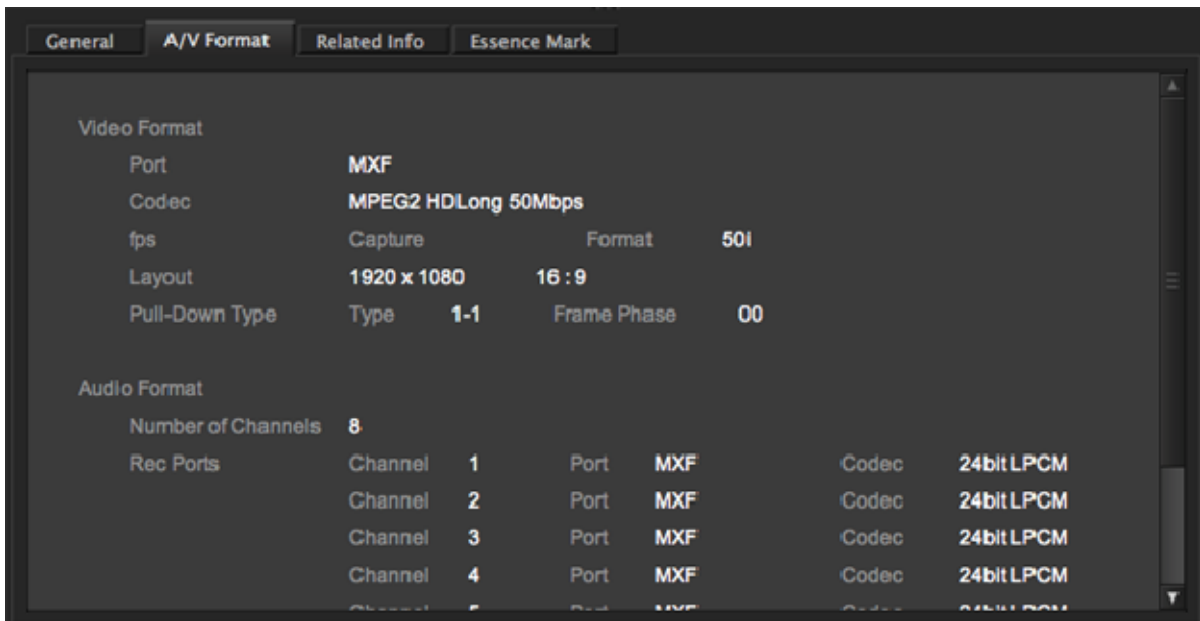 General A/V Format Related Info Essence Mark
Video Format
Port MXF
Codec MPEG2 HDLong 50Mbps
fps Capture Format 50i
Layout 1920 x 1080 16 : 9
Pull-Down Type Type 1-1 Frame Phase 00
Audio Format
Number of Channels 8
Rec Ports Channel 1 Port MXF Codec 24bit LPCM
Channel 2 Port MXF Codec 24bit LPCM
Channel 3 Port MXF Codec 24bit LPCM
Channel 4 Port MXF Codec 24bit LPCM